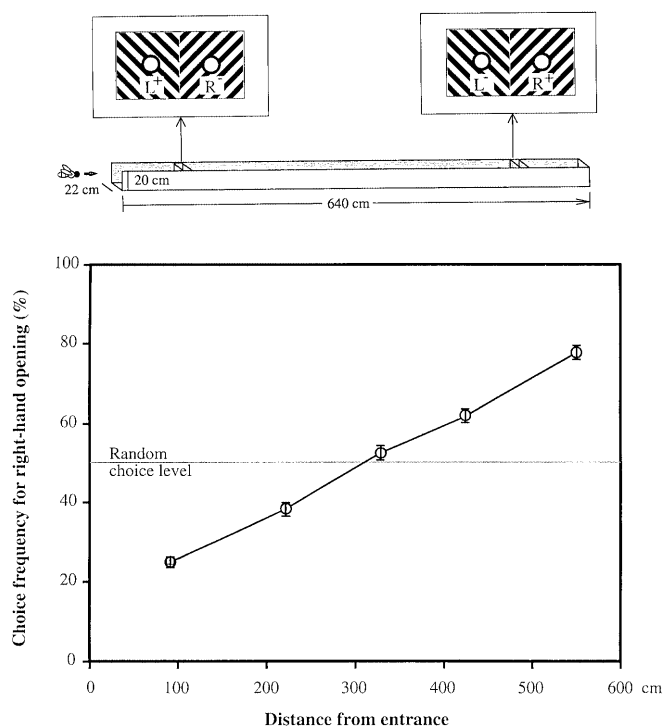 L+ R-
L- R+
20 cm
22 cm
640 cm
Choice frequency for right-hand opening (%)
100
80
60
40
20
0
Random
choice level
0 100 200 300 400 500 600 cm
Distance from entrance